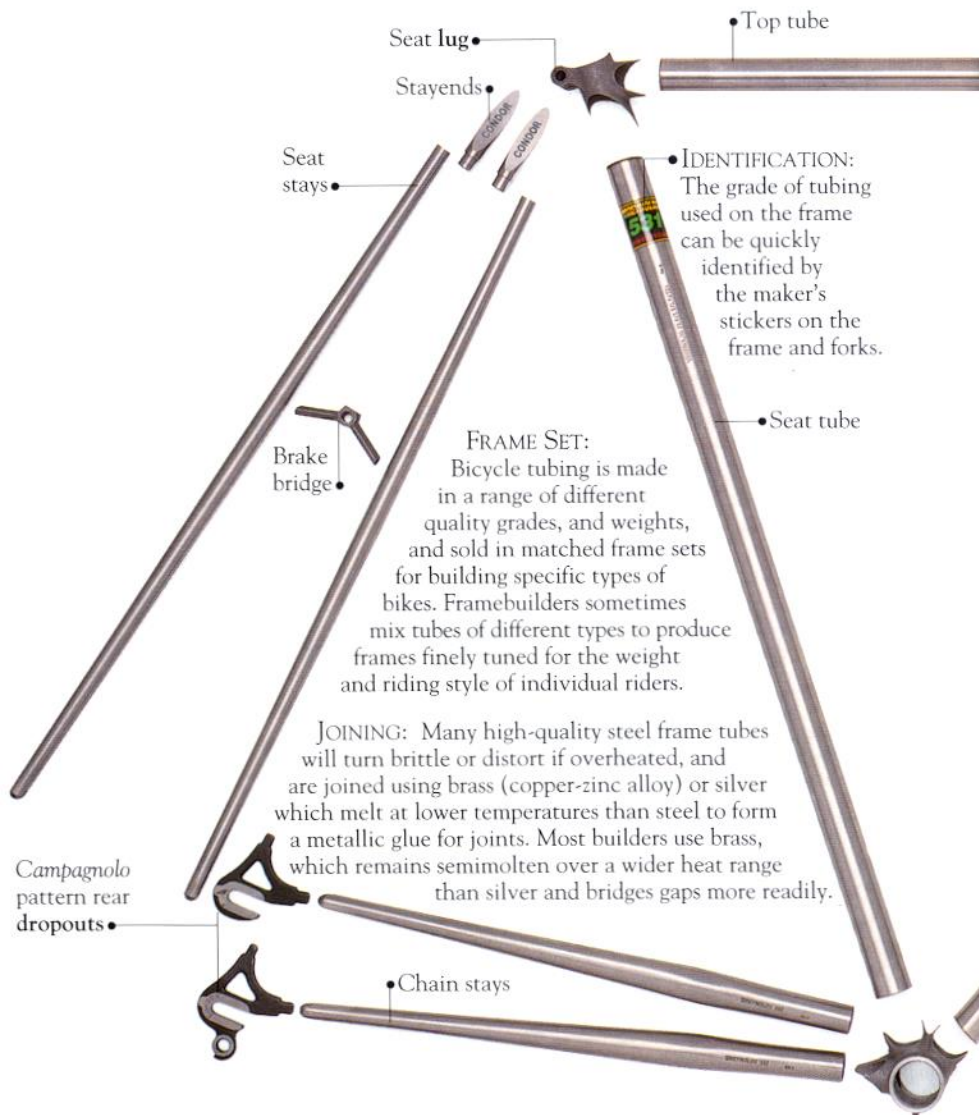 Seat lug
Top tube
Stayends
CONDOR
CONDOR
Seat
stays
IDENTIFICATION:
The grade of tubing
used on the frame
can be quickly
identified by
the maker's
stickers on the
frame and forks.
531
Seat tube
Brake
bridge
FRAME SET:
Bicycle tubing is made
in a range of different
quality grades, and weights,
and sold in matched frame sets
for building specific types of
bikes. Framebuilders sometimes
mix tubes of different types to produce
frames finely tuned for the weight
and riding style of individual riders.
JOINING: Many high-quality steel frame tubes
will turn brittle or distort if overheated, and
are joined using brass (copper-zinc alloy) or silver
which melt at lower temperatures than steel to form
a metallic glue for joints. Most builders use brass,
which remains semimolten over a wider heat range
than silver and bridges gaps more readily.
Campagnolo
pattern rear
dropouts
Chain stays